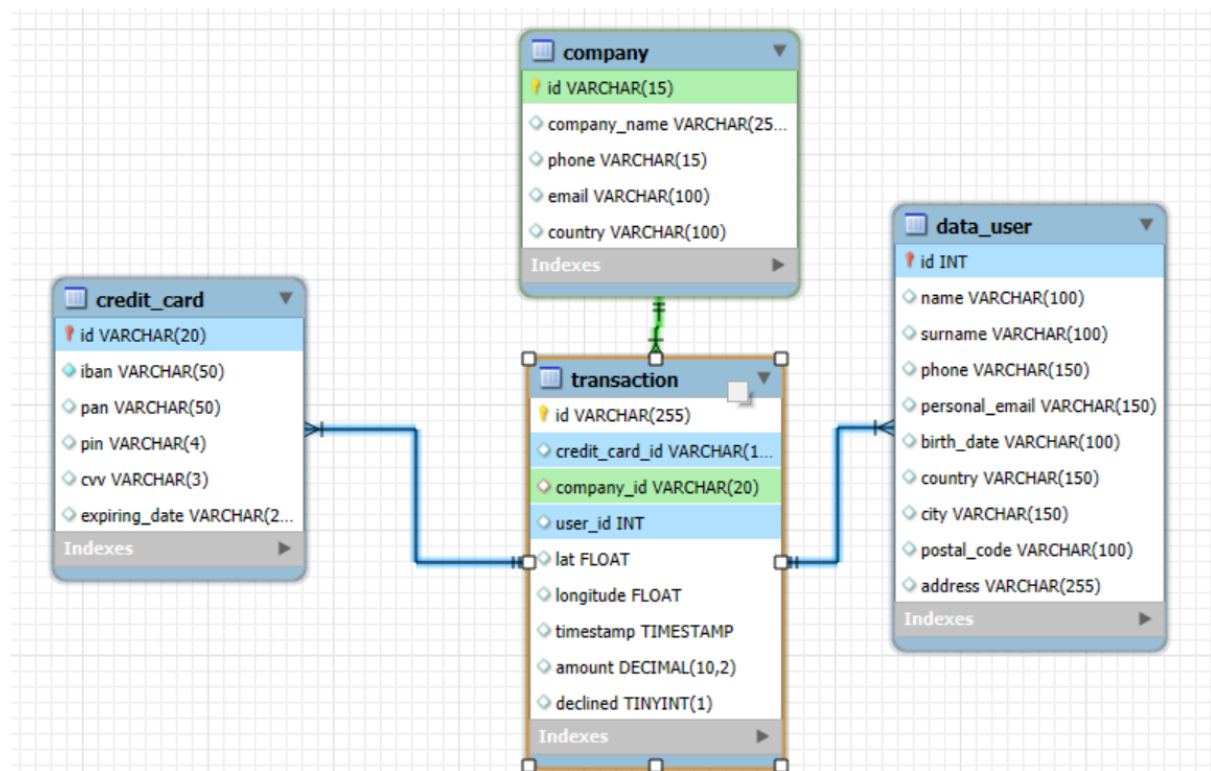 company
id VARCHAR(15)
company_name VARCHAR(25...
phone VARCHAR(15)
email VARCHAR(100)
country VARCHAR(100)
Indexes
credit_card
id VARCHAR(20)
iban VARCHAR(50)
pan VARCHAR(50)
pin VARCHAR(4)
cvv VARCHAR(3)
expiring_date VARCHAR(2...
Indexes
transaction
id VARCHAR(255)
credit_card_id VARCHAR(1...
company_id VARCHAR(20)
user_id INT
lat FLOAT
longitude FLOAT
timestamp TIMESTAMP
amount DECIMAL(10,2)
declined TINYINT(1)
Indexes
data_user
id INT
name VARCHAR(100)
surname VARCHAR(100)
phone VARCHAR(150)
personal_email VARCHAR(150)
birth_date VARCHAR(100)
country VARCHAR(150)
city VARCHAR(150)
postal_code VARCHAR(100)
address VARCHAR(255)
Indexes